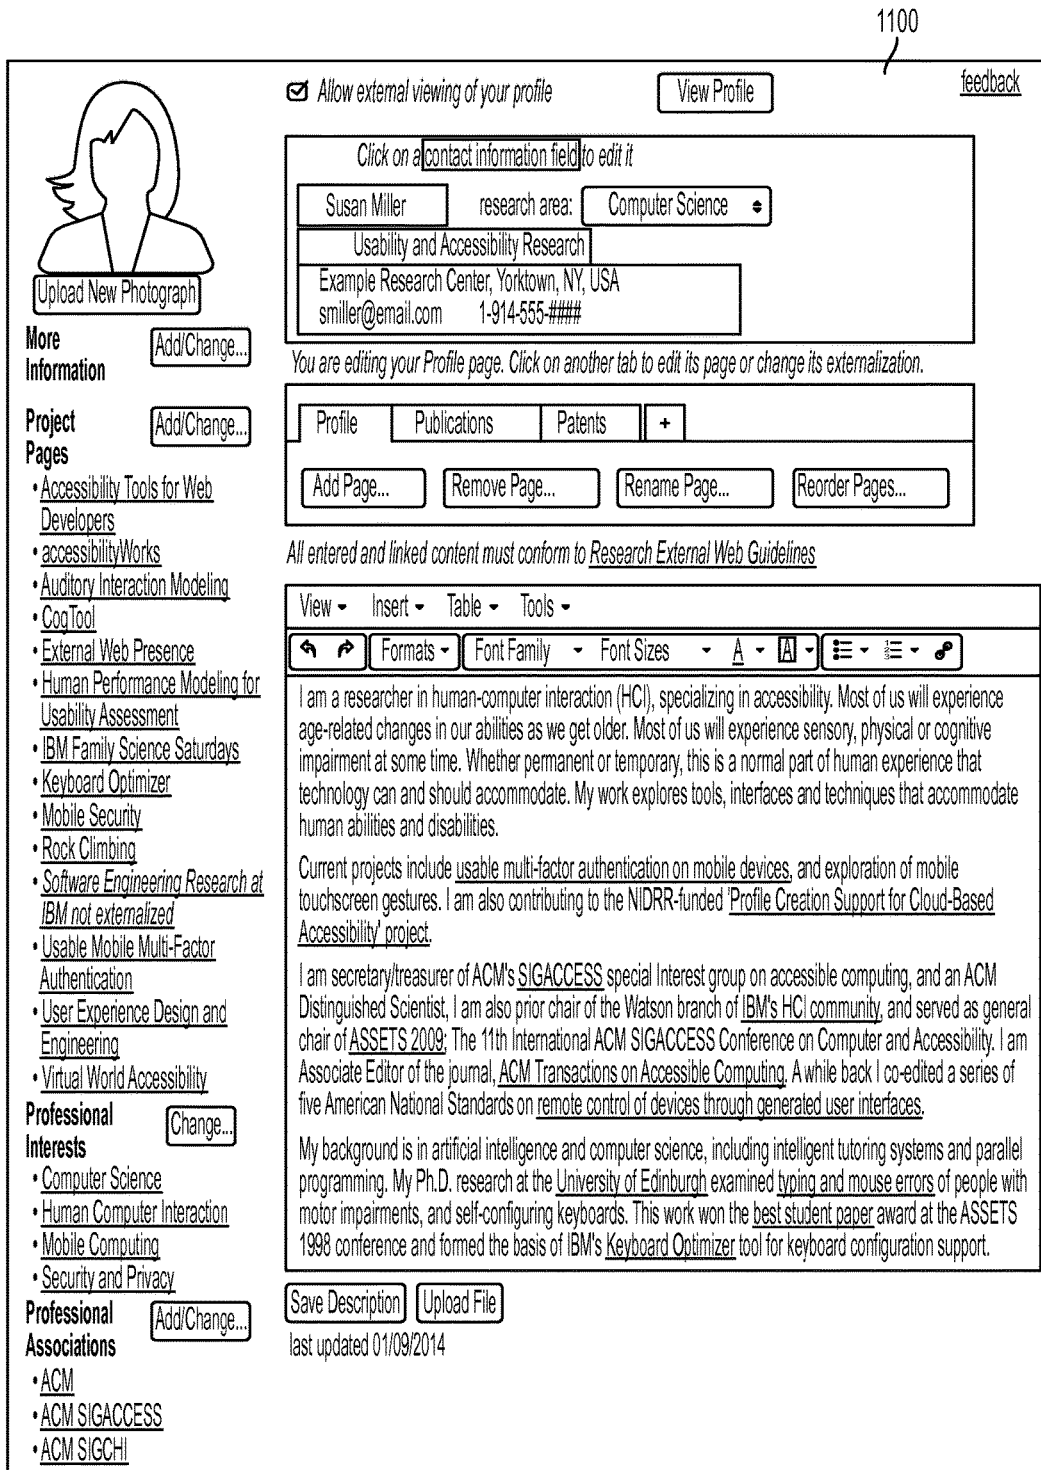 1100
feedback
Allow external viewing of your profile
View Profile
Click on a contact information field to edit it
Susan Miller
research area:
Computer Science
Usability and Accessibility Research
Example Research Center, Yorktown, NY, USA
smiller@email.com 1-914-555-####
Upload New Photograph
More
Information
Add/Change...
Project
Pages
Add/Change...
• Accessibility Tools for Web
Developers
• accessibilityWorks
• Auditory Interaction Modeling
• CogTool
• External Web Presence
• Human Performance Modeling for
Usability Assessment
• IBM Family Science Saturdays
• Keyboard Optimizer
• Mobile Security
• Rock Climbing
• Software Engineering Research at
IBM not externalized
• Usable Mobile Multi-Factor
Authentication
• User Experience Design and
Engineering
• Virtual World Accessibility
Professional
Interests
Change...
• Computer Science
• Human Computer Interaction
• Mobile Computing
• Security and Privacy
Professional
Associations
Add/Change...
• ACM
• ACM SIGACCESS
• ACM SIGCHI
You are editing your Profile page. Click on another tab to edit its page or change its externalization.
Profile Publications Patents +
Add Page... Remove Page... Rename Page... Reorder Pages...
All entered and linked content must conform to Research External Web Guidelines
View Insert Table Tools
Formats Font Family Font Sizes A A
I am a researcher in human-computer interaction (HCI), specializing in accessibility. Most of us will experience
age-related changes in our abilities as we get older. Most of us will experience sensory, physical or cognitive
impairment at some time. Whether permanent or temporary, this is a normal part of human experience that
technology can and should accommodate. My work explores tools, interfaces and techniques that accommodate
human abilities and disabilities.
Current projects include usable multi-factor authentication on mobile devices, and exploration of mobile
touchscreen gestures. I am also contributing to the NIDRR-funded 'Profile Creation Support for Cloud-Based
Accessibility' project.
I am secretary/treasurer of ACM's SIGACCESS special Interest group on accessible computing, and an ACM
Distinguished Scientist, I am also prior chair of the Watson branch of IBM's HCI community, and served as general
chair of ASSETS 2009; The 11th International ACM SIGACCESS Conference on Computer and Accessibility. I am
Associate Editor of the journal, ACM Transactions on Accessible Computing. A while back I co-edited a series of
five American National Standards on remote control of devices through generated user interfaces.
My background is in artificial intelligence and computer science, including intelligent tutoring systems and parallel
programming. My Ph.D. research at the University of Edinburgh examined typing and mouse errors of people with
motor impairments, and self-configuring keyboards. This work won the best student paper award at the ASSETS
1998 conference and formed the basis of IBM's Keyboard Optimizer tool for keyboard configuration support.
Save Description Upload File
last updated 01/09/2014